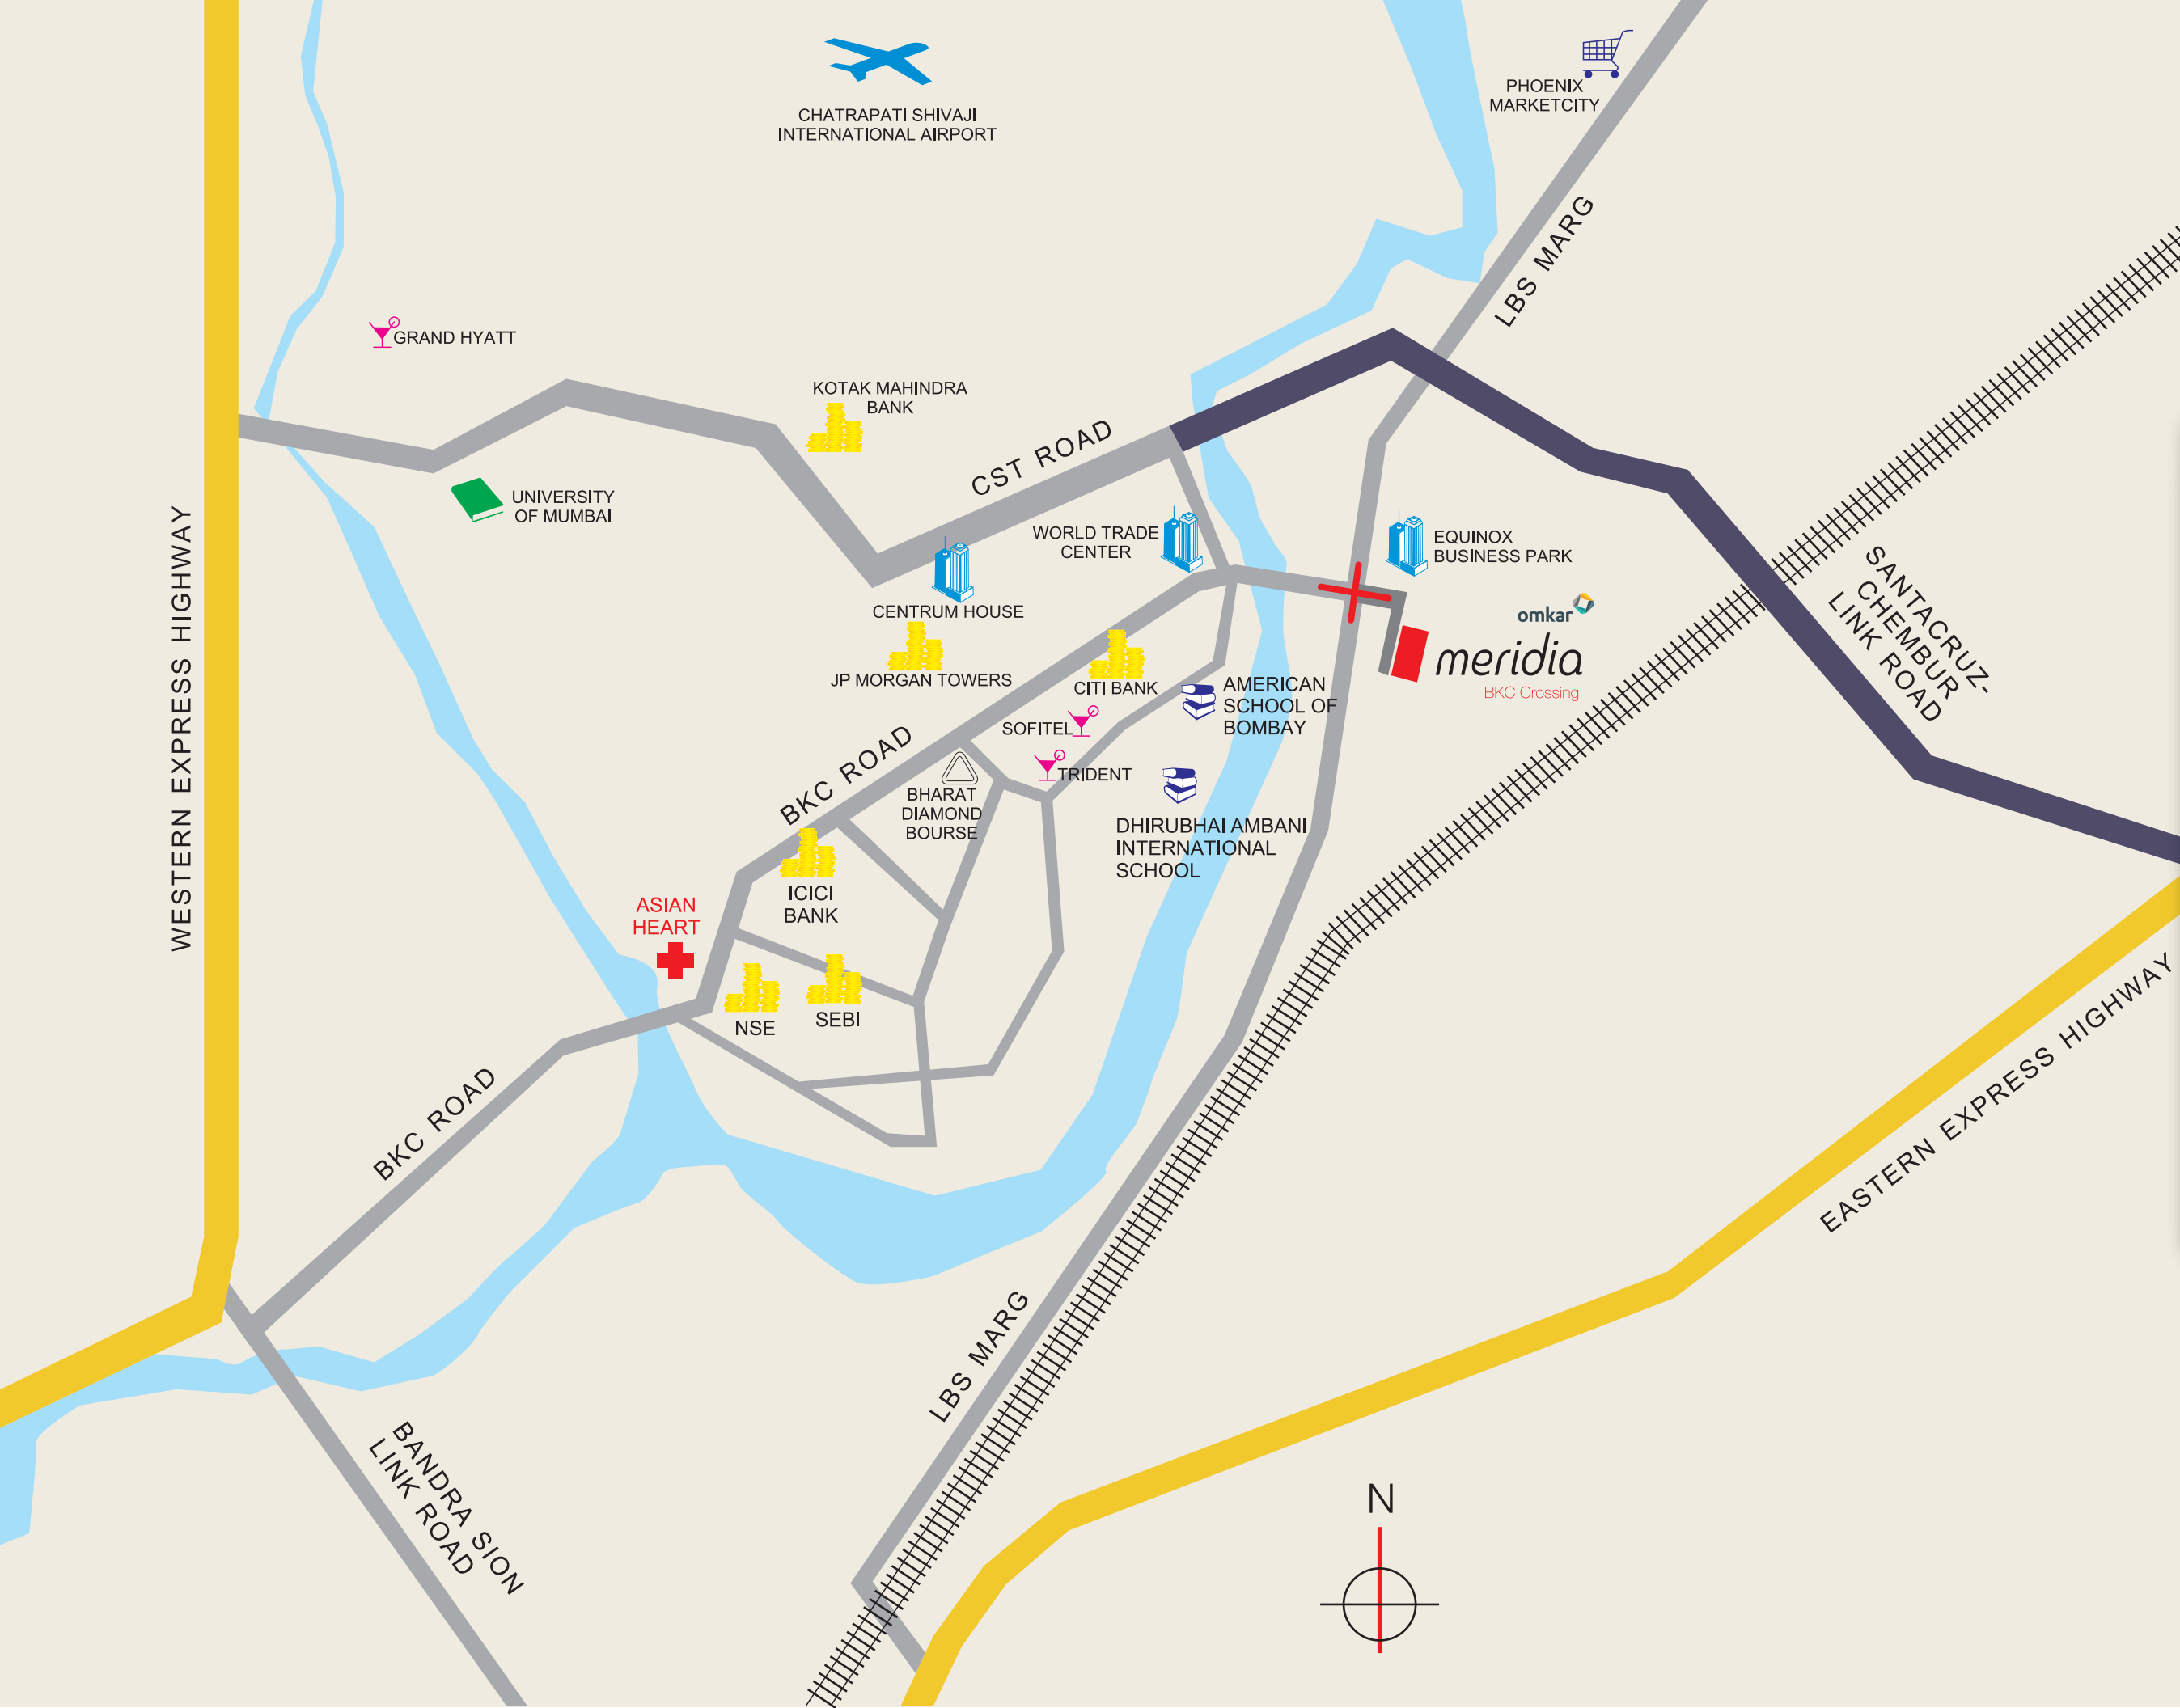 CHATRAPATI SHIVAJI
INTERNATIONAL AIRPORT
PHOENIX
MARKETCITY
LBS MARG
GRAND HYATT
KOTAK MAHINDRA
BANK
CST ROAD
UNIVERSITY
OF MUMBAI
WORLD TRADE
CENTER
EQUINOX
BUSINESS PARK
SANTACRUZ-
CHEMBUR
LINK ROAD
WESTERN EXPRESS HIGHWAY
CENTRUM HOUSE
omkar
meridia
BKC Crossing
JP MORGAN TOWERS
CITI BANK
AMERICAN
SCHOOL OF
BOMBAY
SOFITEL
TRIDENT
BKC ROAD
BHARAT
DIAMOND
BOURSE
DHIRUBHAI AMBANI
INTERNATIONAL
SCHOOL
ICICI
BANK
ASIAN
HEART
NSE
SEBI
EASTERN EXPRESS HIGHWAY
BKC ROAD
LBS MARG
BANDRA SION
LINK ROAD
N